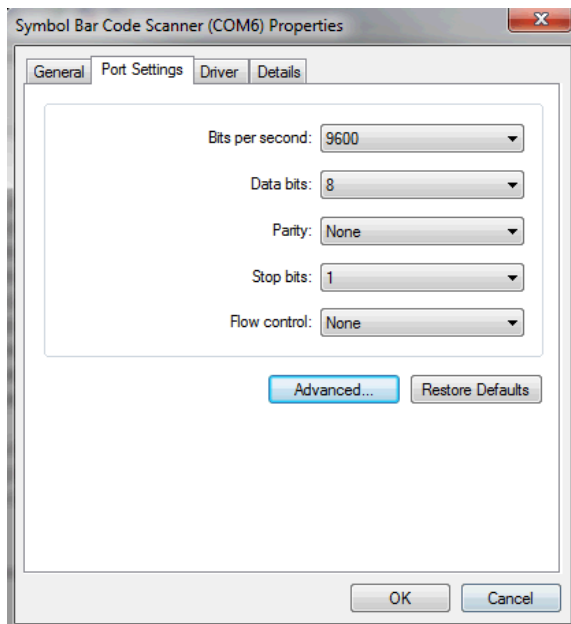 Symbol Bar Code Scanner (COM6) Properties
General Port Settings Driver Details
Bits per second: 9600
Data bits: 8
Parity: None
Stop bits: 1
Flow control: None
Advanced... Restore Defaults
OK Cancel